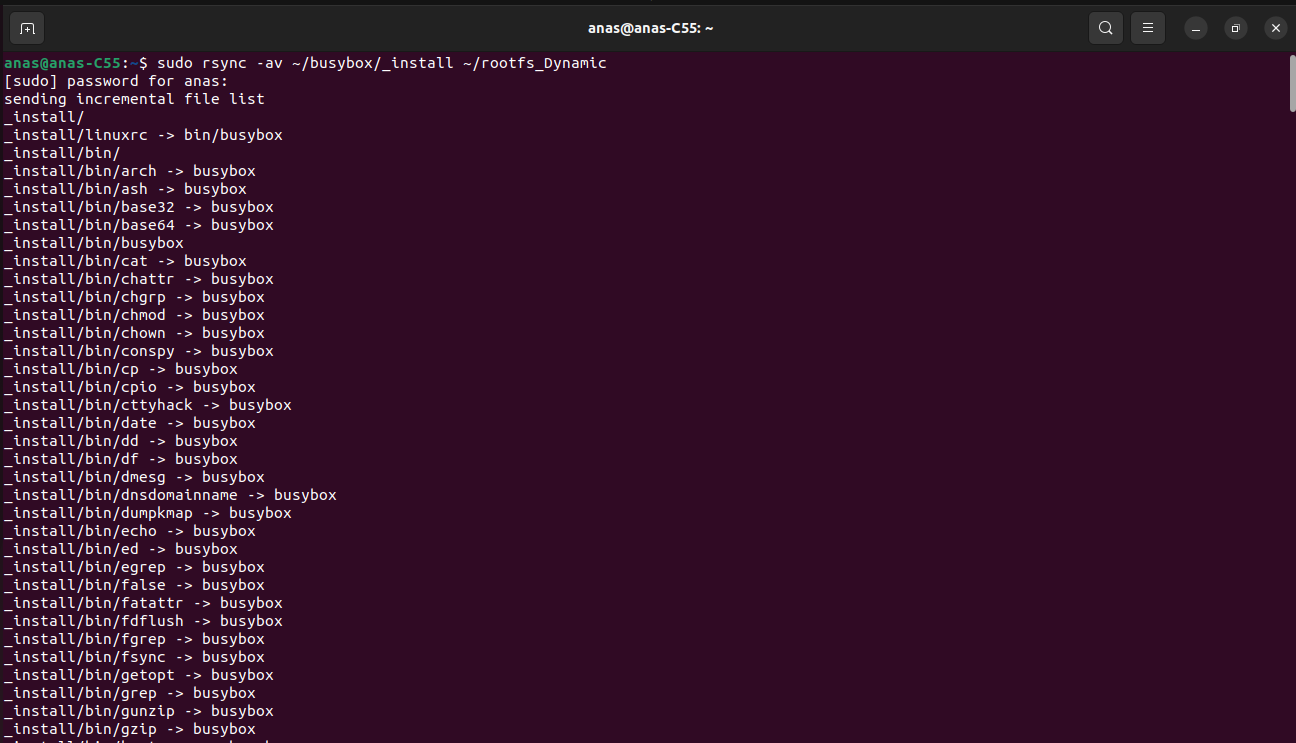 anas@anas-C55: ~
anas@anas-C55:~$ sudo rsync -av ~/busybox/_install ~/rootfs_Dynamic
[sudo] password for anas:
sending incremental file list
_install/
_install/linuxrc -> bin/busybox
_install/bin/
_install/bin/arch -> busybox
_install/bin/ash -> busybox
_install/bin/base32 -> busybox
_install/bin/base64 -> busybox
_install/bin/busybox
_install/bin/cat -> busybox
_install/bin/chattr -> busybox
_install/bin/chgrp -> busybox
_install/bin/chmod -> busybox
_install/bin/chown -> busybox
_install/bin/conspy -> busybox
_install/bin/cp -> busybox
_install/bin/cpio -> busybox
_install/bin/cttyhack -> busybox
_install/bin/date -> busybox
_install/bin/dd -> busybox
_install/bin/df -> busybox
_install/bin/dmesg -> busybox
_install/bin/dnsdomainname -> busybox
_install/bin/dumpkmap -> busybox
_install/bin/echo -> busybox
_install/bin/ed -> busybox
_install/bin/egrep -> busybox
_install/bin/false -> busybox
_install/bin/fatattr -> busybox
_install/bin/fdflush -> busybox
_install/bin/fgrep -> busybox
_install/bin/fsync -> busybox
_install/bin/getopt -> busybox
_install/bin/grep -> busybox
_install/bin/gunzip -> busybox
_install/bin/gzip -> busybox